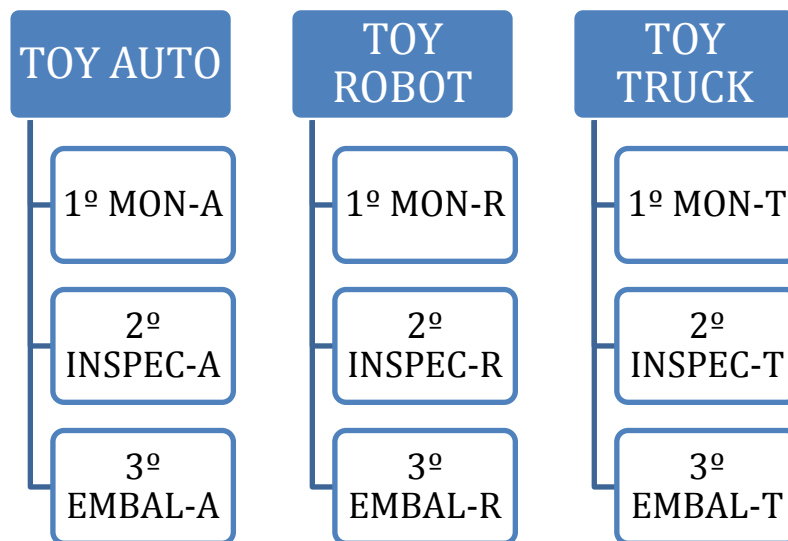 TOY AUTO
1º MON-A
2º
INSPEC-A
3º
EMBAL-A
TOY
ROBOT
1º MON-R
2º
INSPEC-R
3º
EMBAL-R
TOY
TRUCK
1º MON-T
2º
INSPEC-T
3º
EMBAL-T